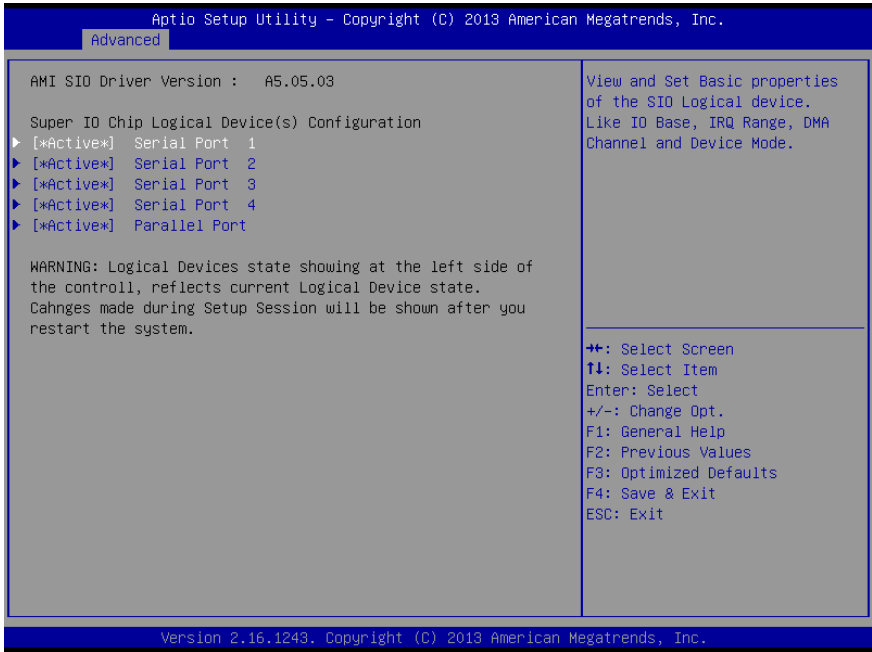 Aptio Setup Utility – Copyright (C) 2013 American Megatrends, Inc.
Advanced
AMI SIO Driver Version : A5.05.03
Super IO Chip Logical Device(s) Configuration
[*Active*] Serial Port 1
[*Active*] Serial Port 2
[*Active*] Serial Port 3
[*Active*] Serial Port 4
[*Active*] Parallel Port
WARNING: Logical Devices state showing at the left side of
the controll, reflects current Logical Device state.
Cahnges made during Setup Session will be shown after you
restart the system.
View and Set Basic properties
of the SIO Logical device.
Like IO Base, IRQ Range, DMA
Channel and Device Mode.
→←: Select Screen
↑↓: Select Item
Enter: Select
+/-: Change Opt.
F1: General Help
F2: Previous Values
F3: Optimized Defaults
F4: Save & Exit
ESC: Exit
Version 2.16.1243. Copyright (C) 2013 American Megatrends, Inc.